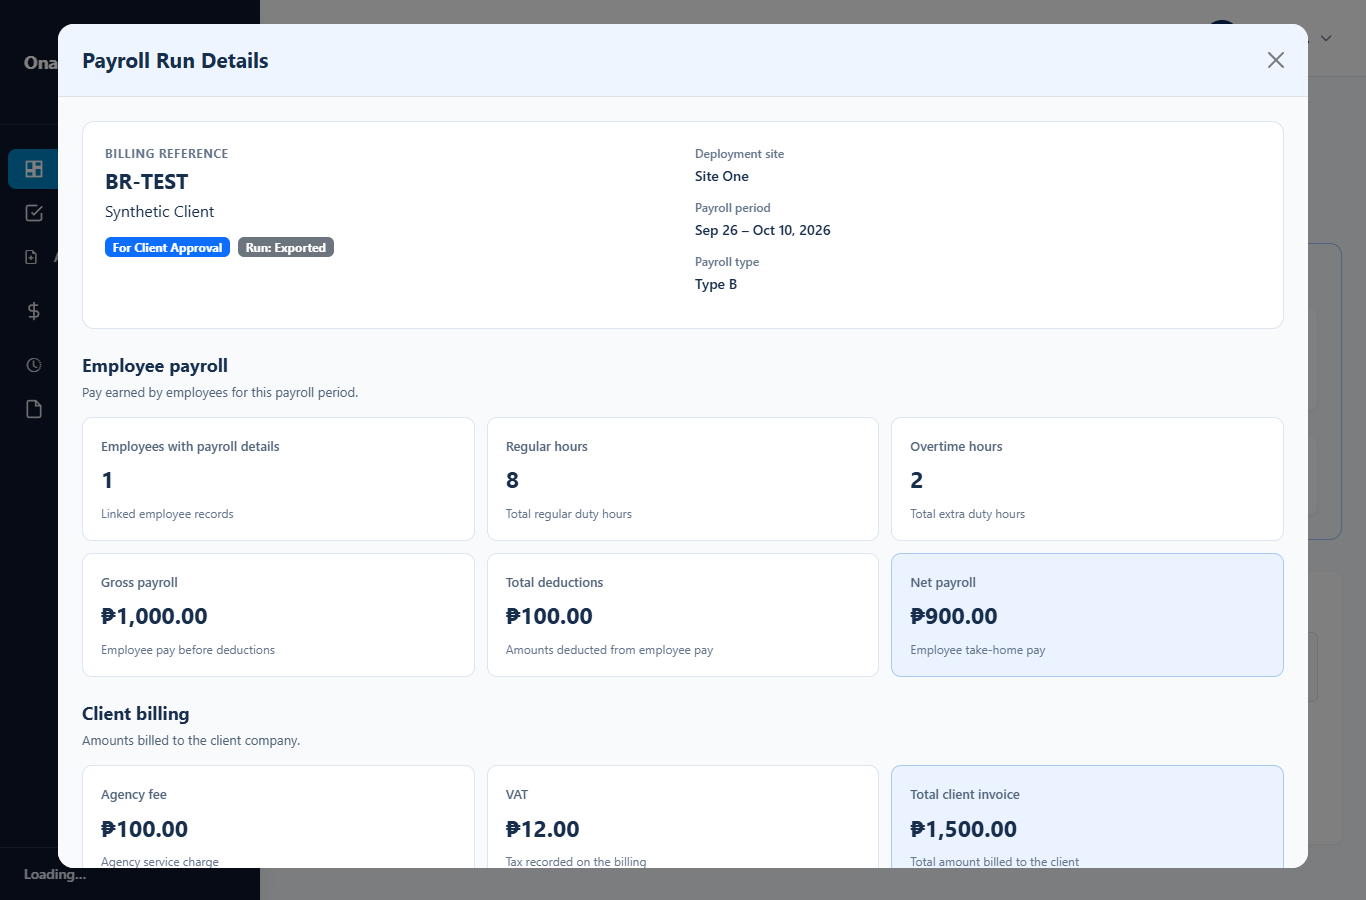 Ona
Payroll Run Details
BILLING REFERENCE
BR-TEST
Synthetic Client
For Client Approval
Run: Exported
Deployment site
Site One
Payroll period
Sep 26 – Oct 10, 2026
Payroll type
Type B
Employee payroll
Pay earned by employees for this payroll period.
Employees with payroll details
1
Linked employee records
Regular hours
8
Total regular duty hours
Overtime hours
2
Total extra duty hours
Gross payroll
₱1,000.00
Employee pay before deductions
Total deductions
₱100.00
Amounts deducted from employee pay
Net payroll
₱900.00
Employee take-home pay
Client billing
Amounts billed to the client company.
Agency fee
₱100.00
Agency service charge
VAT
₱12.00
Tax recorded on the billing
Total client invoice
₱1,500.00
Total amount billed to the client
Loading...